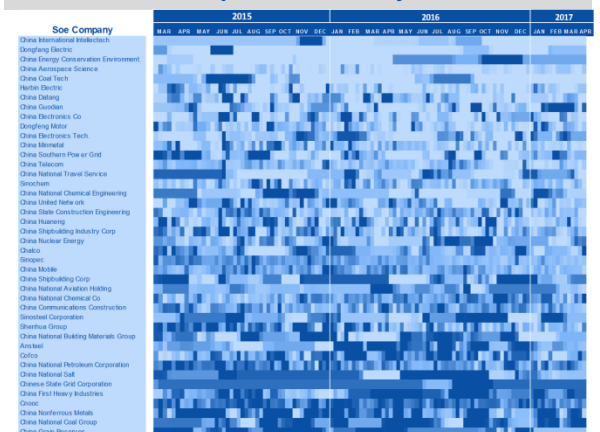 2015 2016 2017
Soe Company
MAR APR MAY JUN JUL AUG SEP OCT NOV DEC JAN FEB MAR APR MAY JUN JUL AUG SEP OCT NOV DEC JAN FEB MAR APR
China International Intellectech
Dongfang Electric
China Energy Conservation Environment
China Aerospace Science
China Coal Tech
Harbin Electric
China Datang
China Guodian
China Electronics Co
Dongfeng Motor
China Electronics Tech.
China Minmetal
China Southern Power Grid
China Telecom
China National Travel Service
Sinochem
China National Chemical Engineering
China United Network
China State Construction Engineering
China Huaneng
China Shipbuilding Industry Corp
China Nuclear Energy
Chalco
Sinopec
China Mobile
China Shipbuilding Corp
China National Aviation Holding
China National Chemical Co
China Communications Construction
Sinosteel Corporation
Shenhua Group
China National Building Materials Group
Ansteel
Cofco
China National Petroleum Corporation
China National Salt
Chinese State Grid Corporation
China First Heavy Industries
Cnooc
China Nonferrous Metals
China National Coal Group
China Grain Reserves